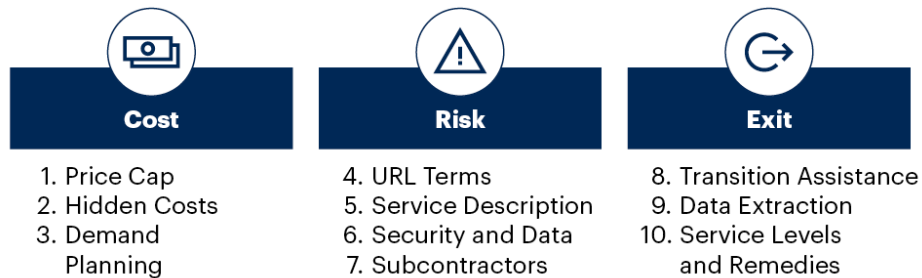 Cost
1. Price Cap
2. Hidden Costs
3. Demand
Planning
Risk
4. URL Terms
5. Service Description
6. Security and Data
7. Subcontractors
Exit
8. Transition Assistance
9. Data Extraction
10. Service Levels
and Remedies